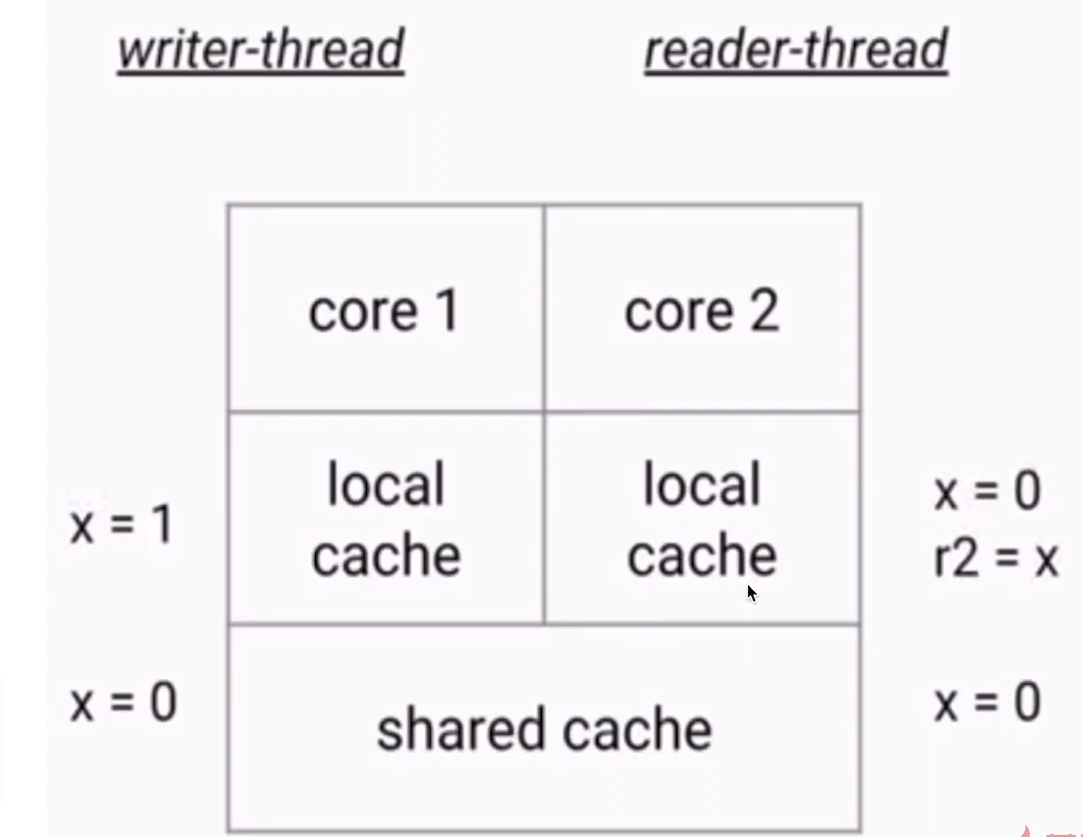 writer-thread
reader-thread
core 1
core 2
x = 1
local
cache
local
cache
x = 0
r2 = x
x = 0
shared cache
x = 0